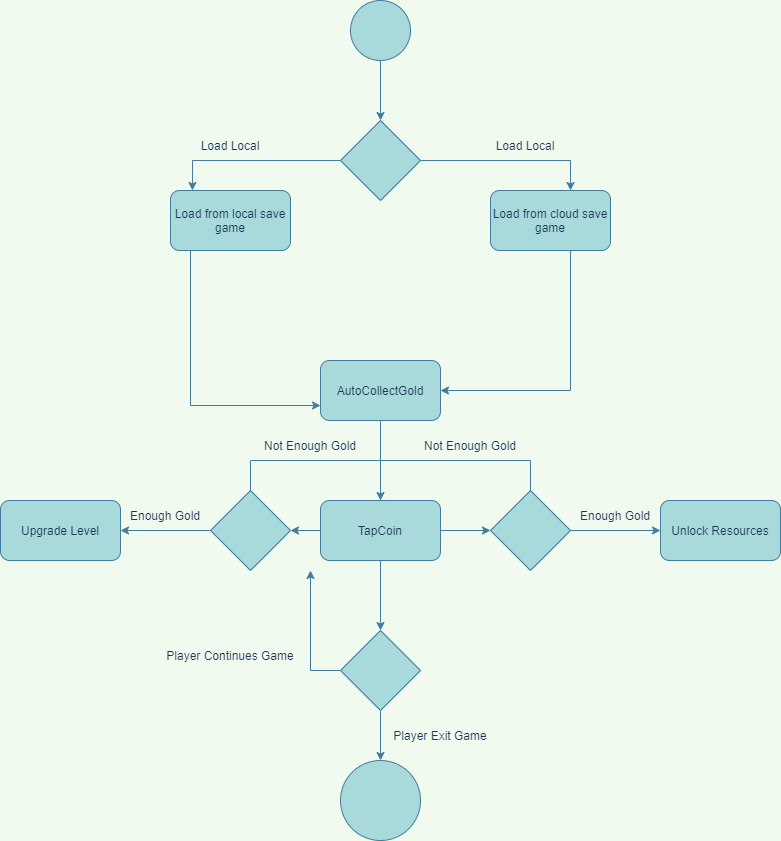 Load Local
Load Local
Load from local save
game
Load from cloud save
game
AutoCollectGold
Not Enough Gold
Not Enough Gold
Upgrade Level
Enough Gold
TapCoin
Enough Gold
Unlock Resources
Player Continues Game
Player Exit Game